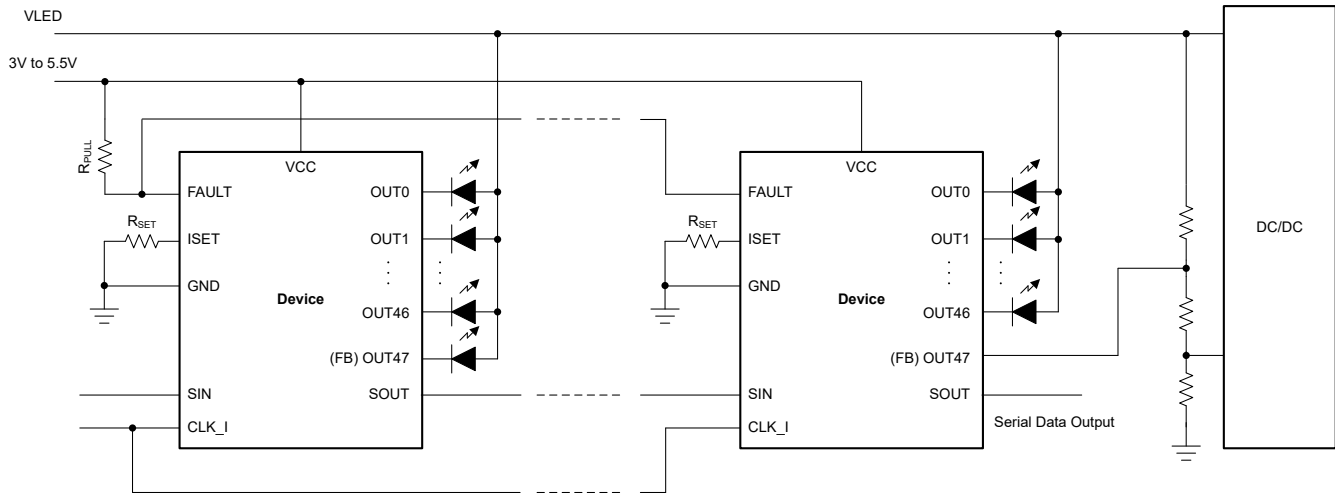 VLED
3V to 5.5V
RPULL
VCC
FAULT
OUT0
RSET
ISET
OUT1
GND
Device
OUT46
(FB) OUT47
SIN
SOUT
CLK_I
VCC
FAULT
OUT0
RSET
ISET
OUT1
GND
Device
OUT46
(FB) OUT47
SIN
SOUT
CLK_I
Serial Data Output
DC/DC